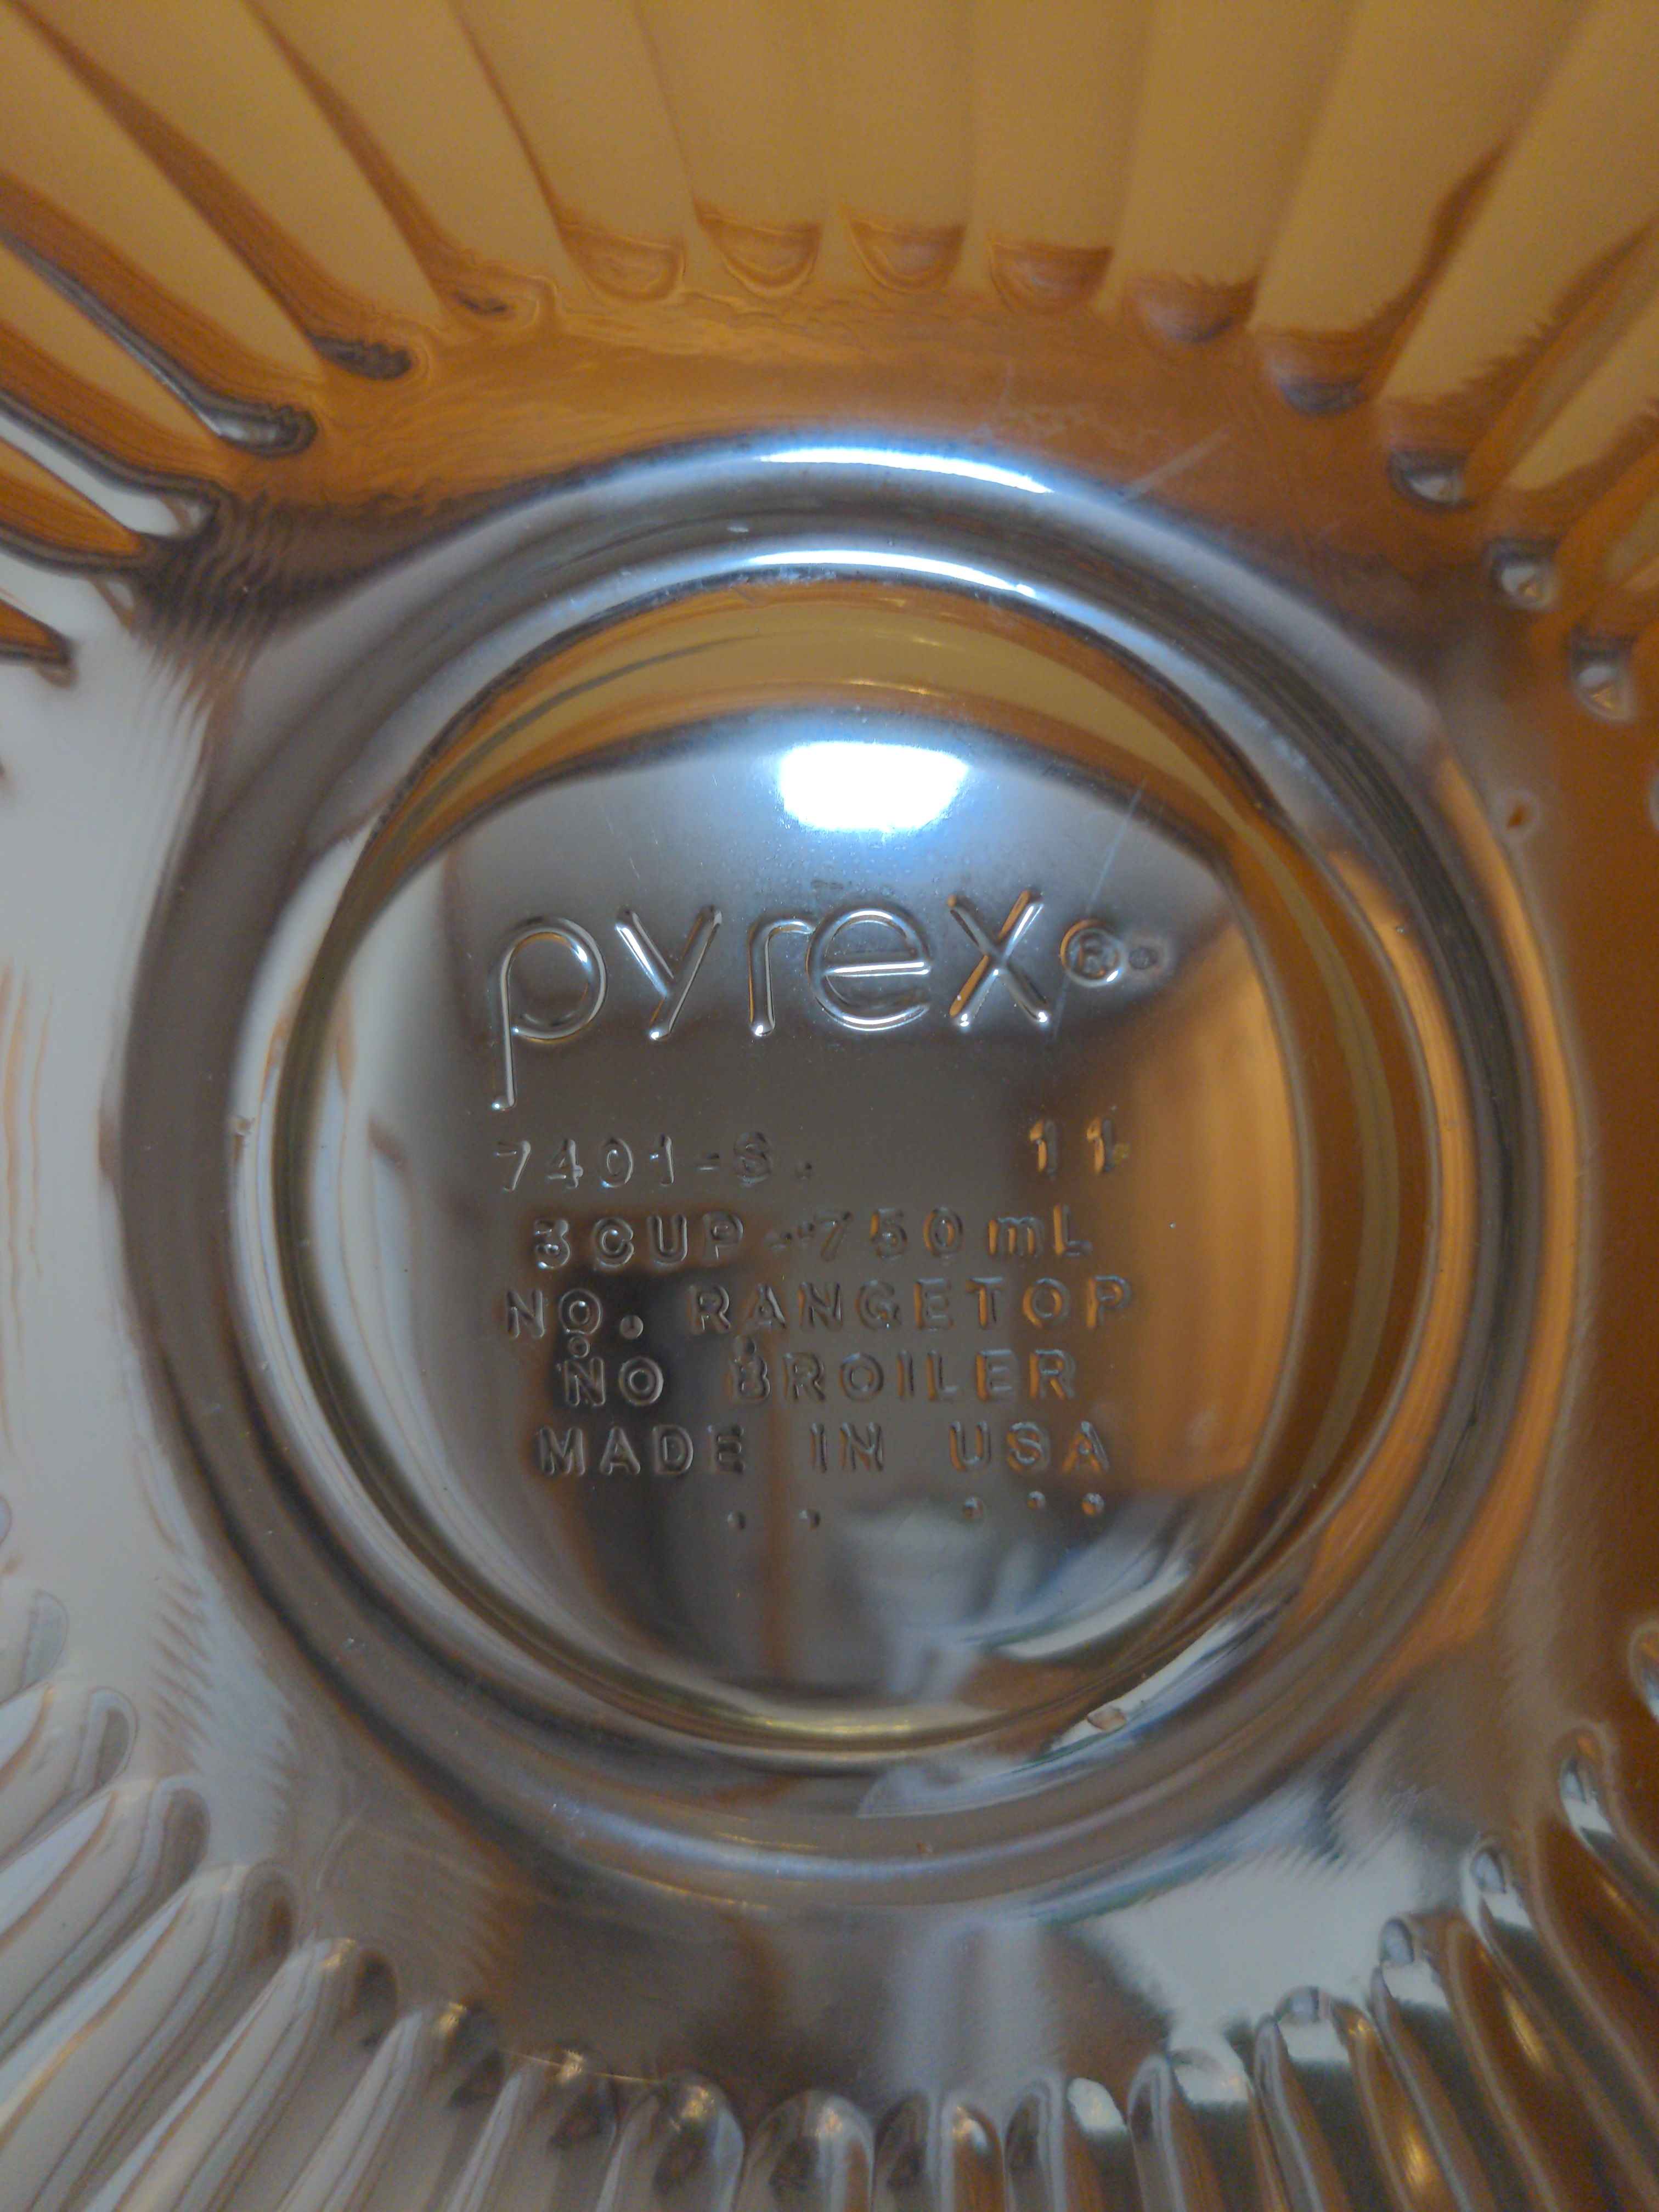 pyrex®
7401-S. 11
3 CUP - 750 mL
NO. RANGETOP
NO BROILER
MADE IN USA